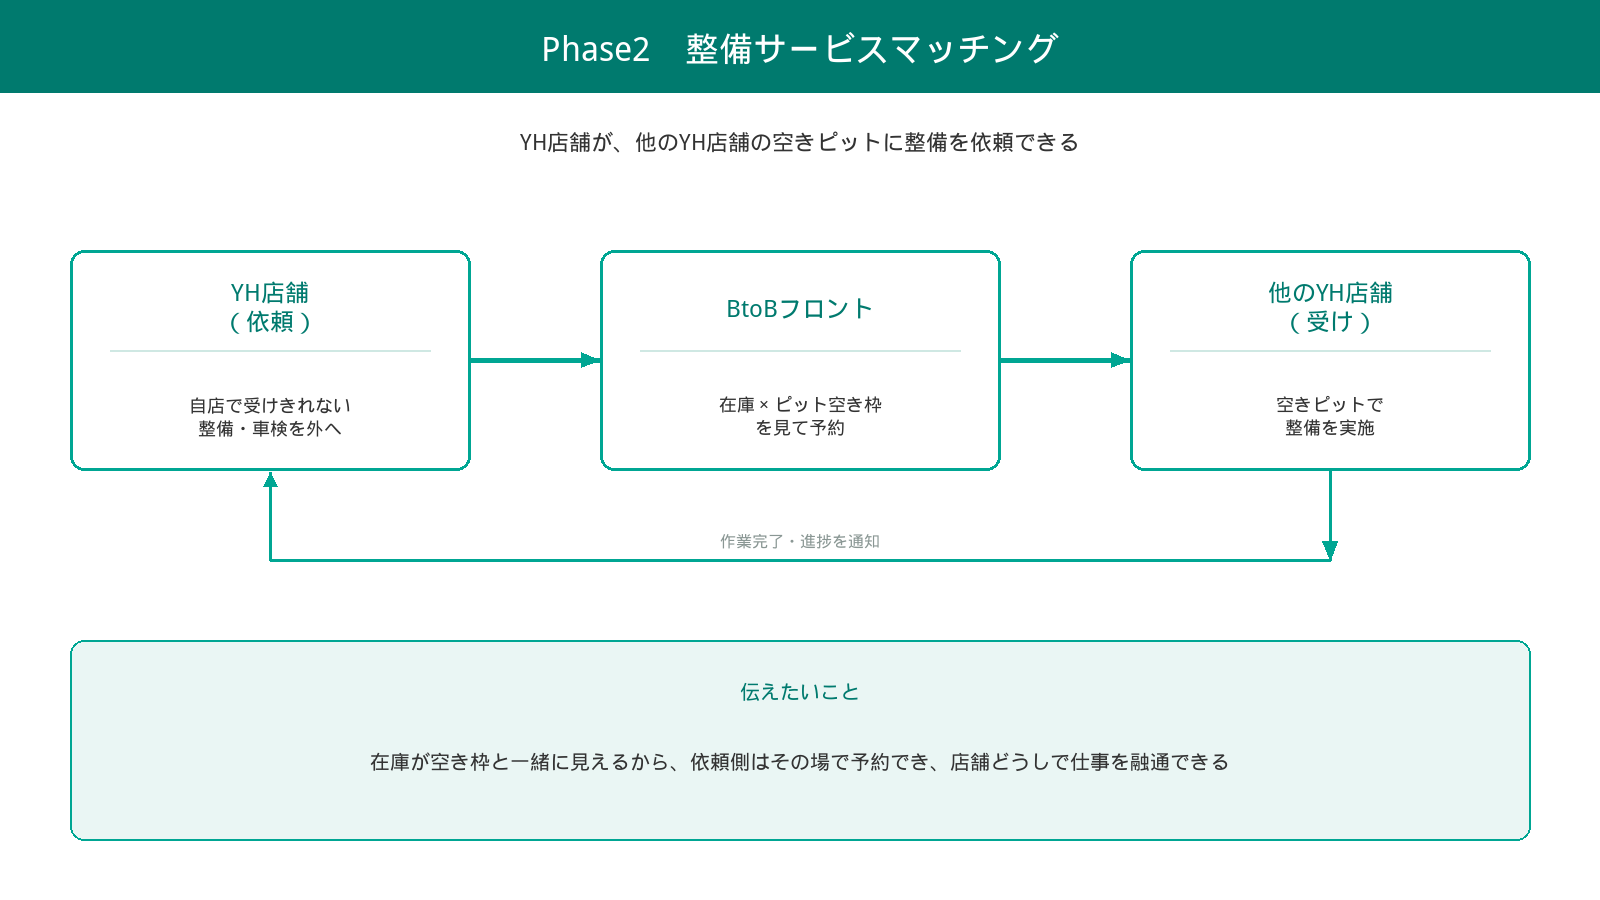 Phase2　整備サービスマッチング
YH店舗が、他のYH店舗の空きピットに整備を依頼できる
YH店舗
（依頼）
自店で受けきれない
整備・車検を外へ
BtoBフロント
在庫 × ピット空き枠
を見て予約
他のYH店舗
（受け）
空きピットで
整備を実施
作業完了・進捗を通知
伝えたいこと
在庫が空き枠と一緒に見えるから、依頼側はその場で予約でき、店舗どうしで仕事を融通できる